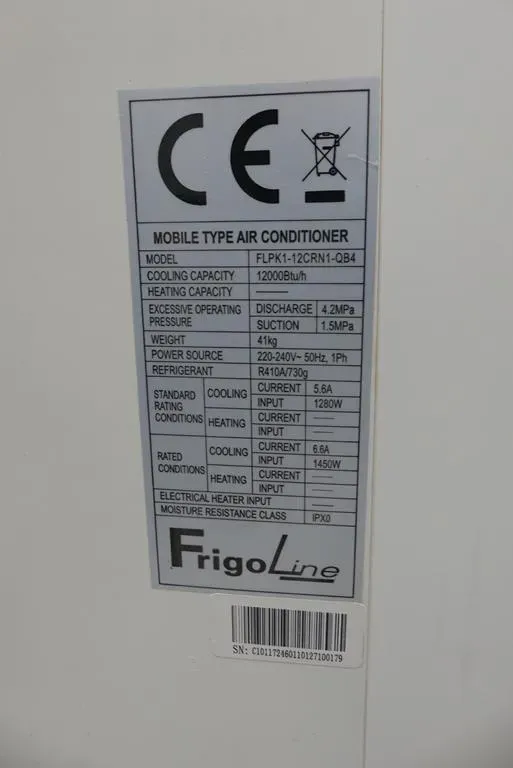 CE
MOBILE TYPE AIR CONDITIONER
MODEL FLPK1-12CRN1-QB4
COOLING CAPACITY 12000Btu/h
HEATING CAPACITY ——
EXCESSIVE OPERATING PRESSURE DISCHARGE 4.2MPa
SUCTION 1.5MPa
WEIGHT 41kg
POWER SOURCE 220-240V~ 50Hz, 1Ph
REFRIGERANT R410A/730g
STANDARD RATING CONDITIONS COOLING CURRENT 5.6A
INPUT 1280W
HEATING CURRENT ——
INPUT ——
RATED CONDITIONS COOLING CURRENT 6.6A
INPUT 1450W
HEATING CURRENT ——
INPUT ——
ELECTRICAL HEATER INPUT ——
MOISTURE RESISTANCE CLASS IPX0
FrigoLine
SN: C101172460110127100179